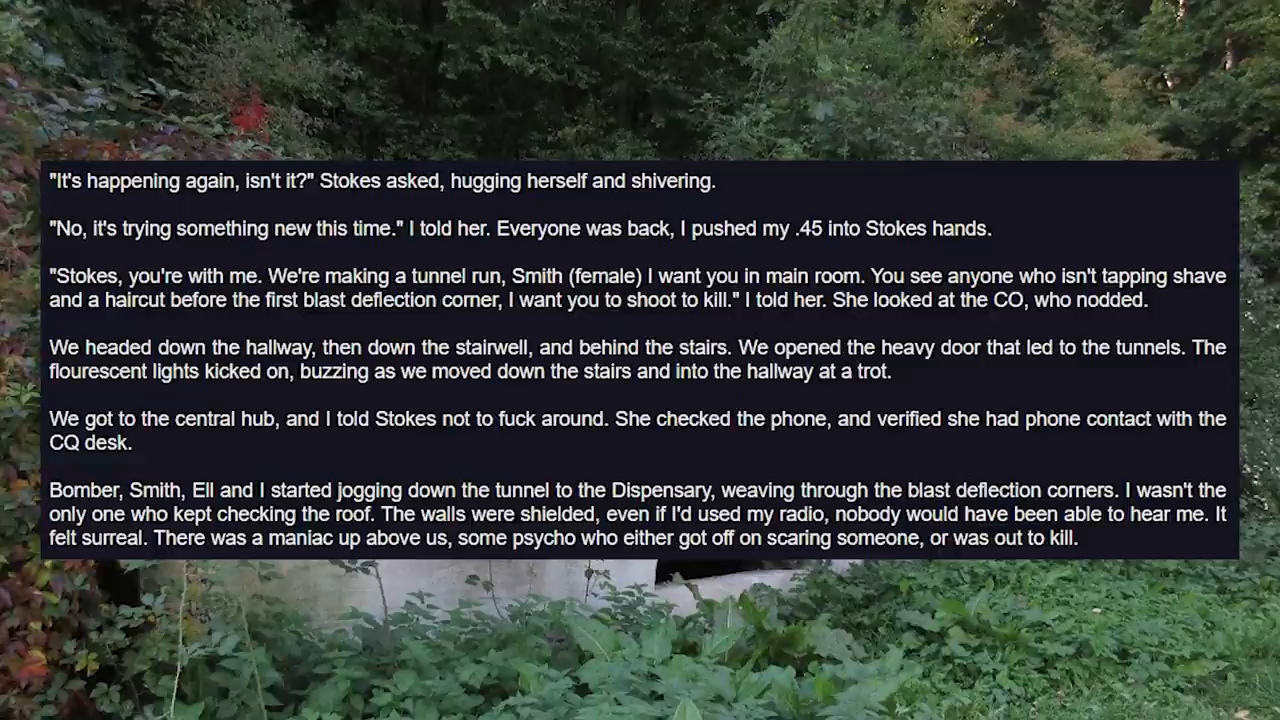 "It's happening again, isn't it?" Stokes asked, hugging herself and shivering.
"No, it's trying something new this time." I told her. Everyone was back, I pushed my .45 into Stokes hands.
"Stokes, you're with me. We're making a tunnel run, Smith (female) I want you in main room. You see anyone who isn't tapping shave
and a haircut before the first blast deflection corner, I want you to shoot to kill." I told her. She looked at the CO, who nodded.
We headed down the hallway, then down the stairwell, and behind the stairs. We opened the heavy door that led to the tunnels. The
flourescent lights kicked on, buzzing as we moved down the stairs and into the hallway at a trot.
We got to the central hub, and I told Stokes not to fuck around. She checked the phone, and verified she had phone contact with the
CQ desk.
Bomber, Smith, Ell and I started jogging down the tunnel to the Dispensary, weaving through the blast deflection corners. I wasn't the
only one who kept checking the roof. The walls were shielded, even if I'd used my radio, nobody would have been able to hear me. It
felt surreal. There was a maniac up above us, some psycho who either got off on scaring someone, or was out to kill.